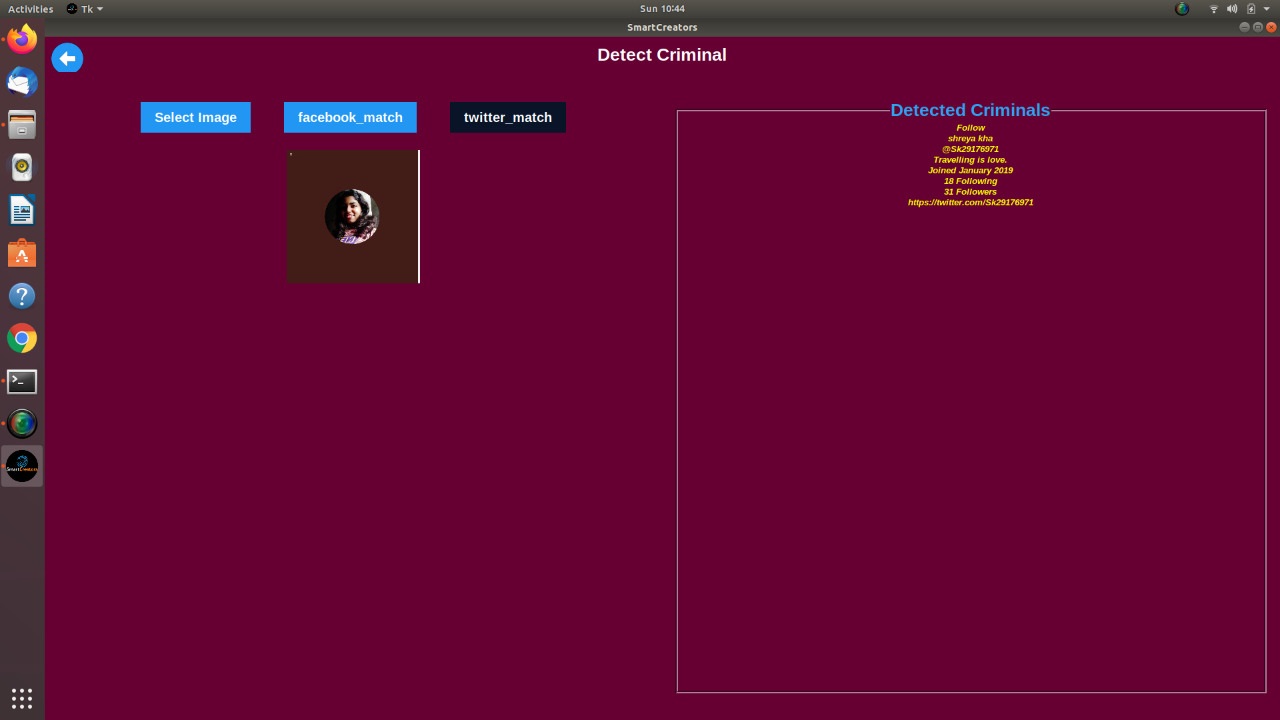 Activities
Tk
Sun 10:44
SmartCreators
Detect Criminal
Select Image
facebook_match
twitter_match
Detected Criminals
Follow
shreya kha
@Sk29176971
Travelling is love.
Joined January 2019
18 Following
31 Followers
https://twitter.com/Sk29176971